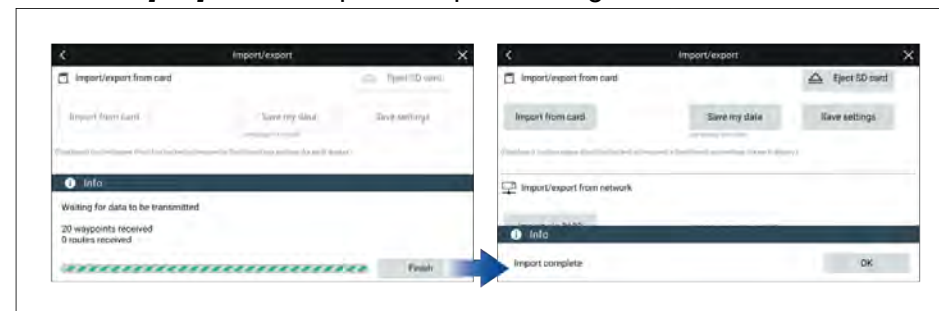 Import/export
Import/export from card
Eject SD card
Import from card
Save my data
Save settings
Info
Waiting for data to be transmitted
20 waypoints received
0 routes received
Finish
Import/export
Import/export from card
Eject SD card
Import from card
Save my data
Save settings
Import/export from network
Info
Import complete
OK